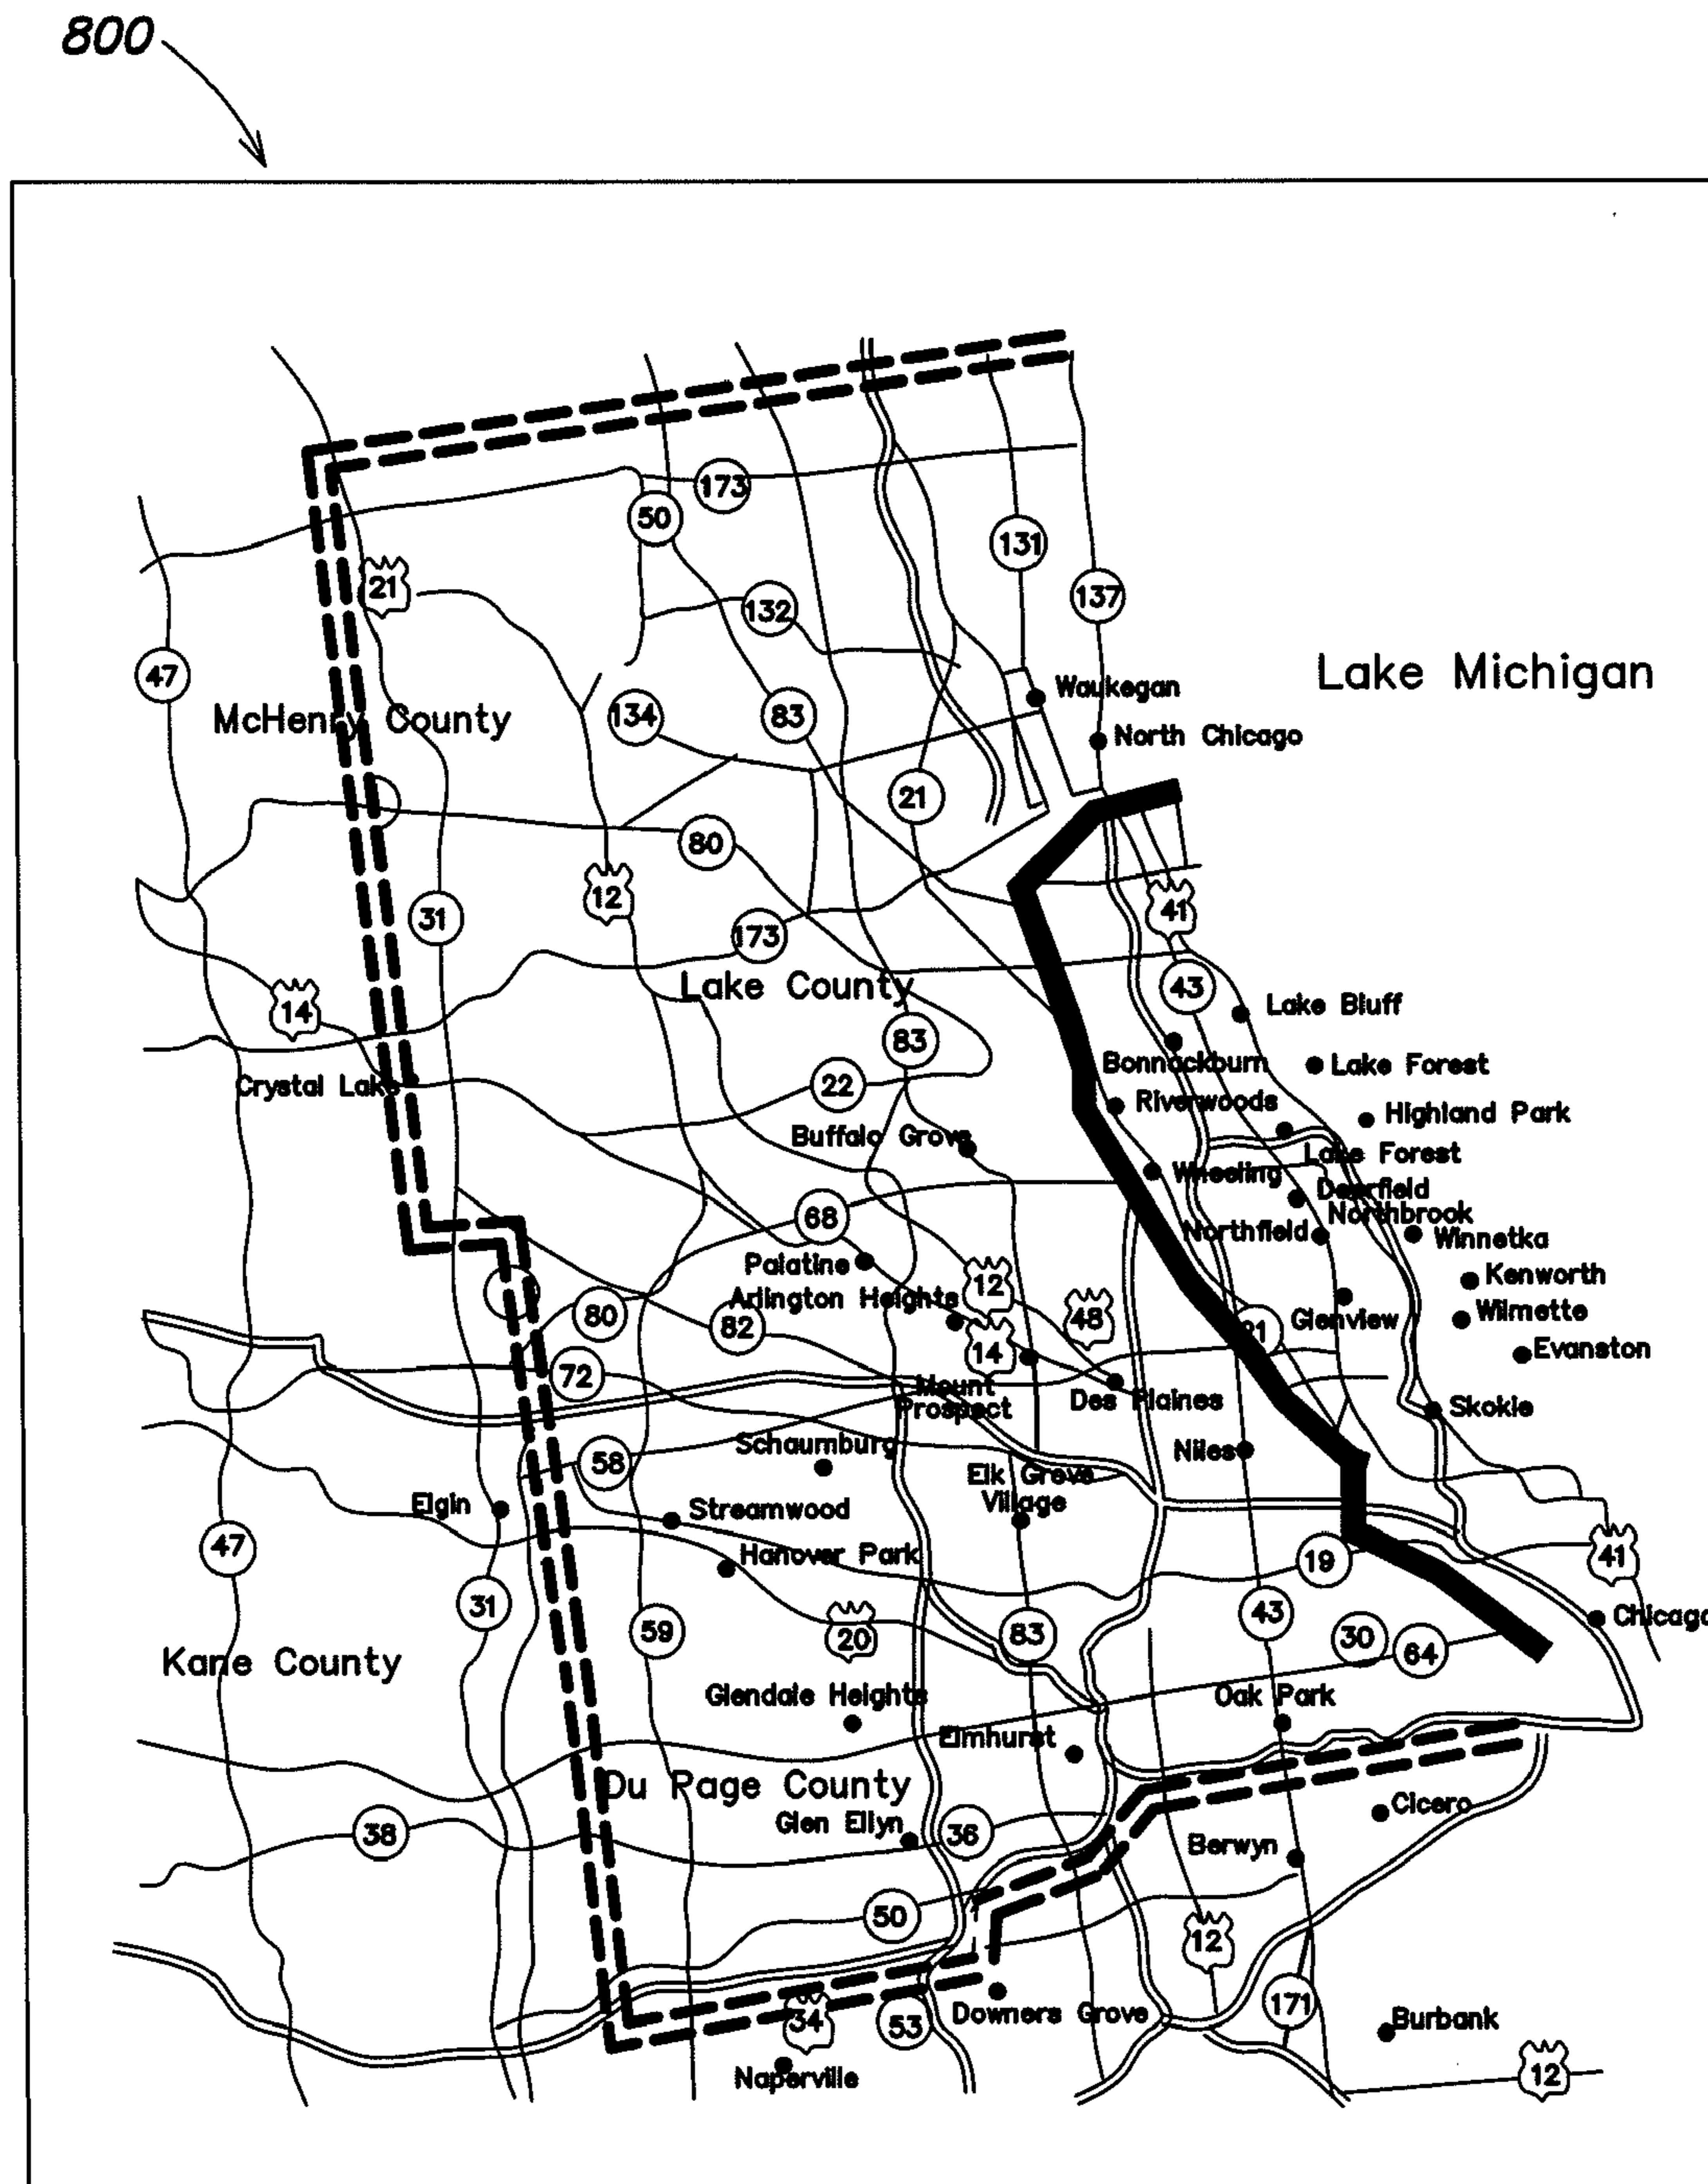 800
173
50
131
21
137
132
47
Lake Michigan
Waukegan
McHenry County
134
83
North Chicago
21
80
12
31
41
173
Lake County
43
14
Lake Bluff
83
Bonnackburn
Lake Forest
Crystal Lake
22
Riverwoods
Highland Park
Buffalo Grove
Lake Forest
Wheeling
Deerfield
68
Northbrook
Northfield
Winnetka
Palatine
12
Kenworth
Arlington Heights
80
82
48
Glenview
Wilmette
14
Evanston
72
Mount
Prospect
Des Plaines
Skokie
Schaumburg
Niles
58
Elk Grove
Village
Elgin
Streamwood
47
Hanover Park
19
41
31
59
20
83
43
30
64
Chicago
Kane County
Glendale Heights
Oak Park
Elmhurst
Du Page County
Cicero
38
Glen Ellyn
36
Berwyn
50
12
34
53
Downers Grove
171
Burbank
Naperville
12